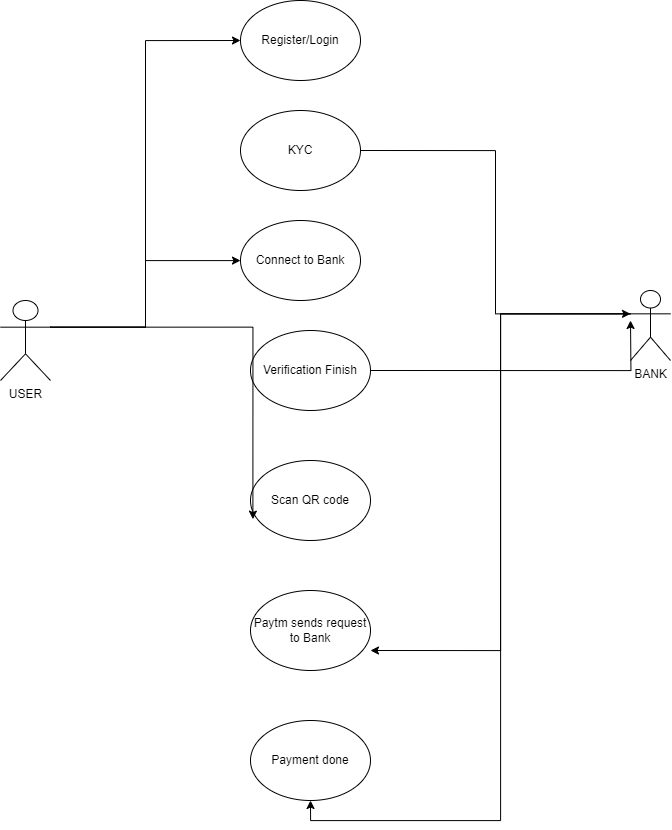 Register/Login
KYC
Connect to Bank
Verification Finish
BANK
USER
Scan QR code
Paytm sends request
to Bank
Payment done